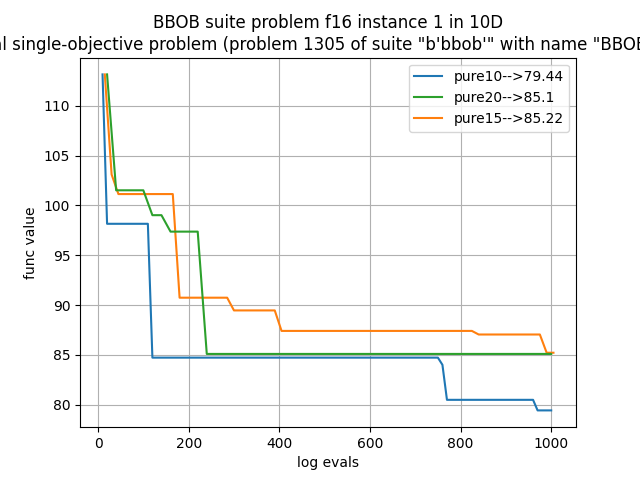 BBOB suite problem f16 instance 1 in 10D
al single-objective problem (problem 1305 of suite "b'bbob'" with name "BBOB
pure10-->79.44
pure20-->85.1
pure15-->85.22
func value
110
105
100
95
90
85
80
0 200 400 600 800 1000
log evals